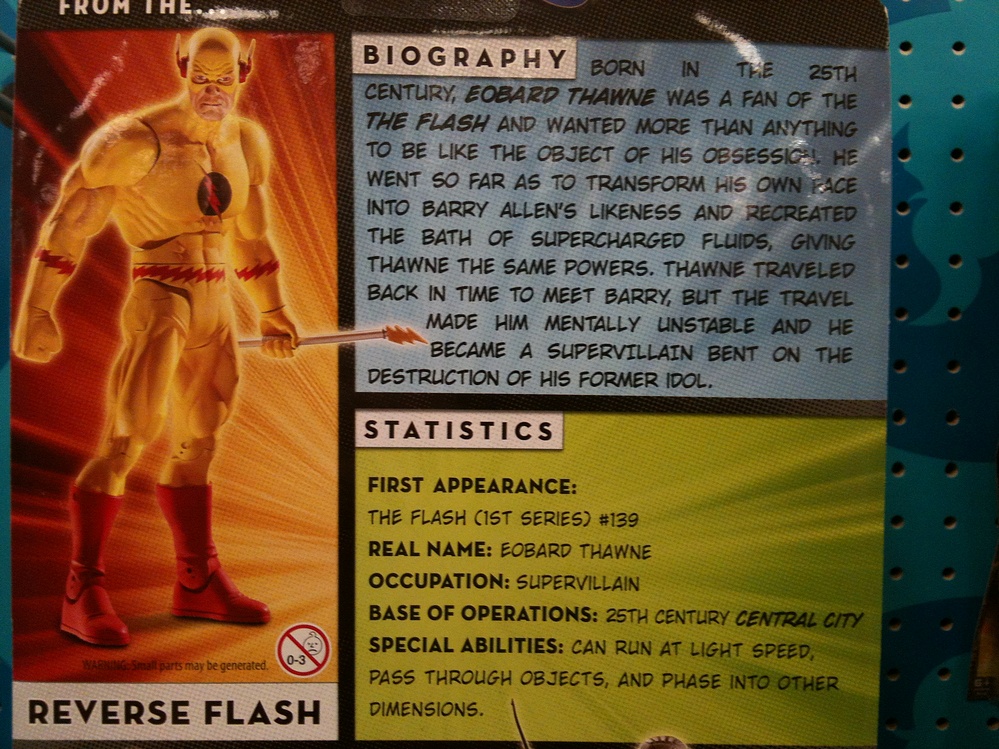 FROM THE...
BIOGRAPHY BORN IN THE 25TH
CENTURY, EOBARD THAWNE WAS A FAN OF THE
THE FLASH AND WANTED MORE THAN ANYTHING
TO BE LIKE THE OBJECT OF HIS OBSESSION. HE
WENT SO FAR AS TO TRANSFORM HIS OWN FACE
INTO BARRY ALLEN'S LIKENESS AND RECREATED
THE BATH OF SUPERCHARGED FLUIDS, GIVING
THAWNE THE SAME POWERS. THAWNE TRAVELED
BACK IN TIME TO MEET BARRY, BUT THE TRAVEL
MADE HIM MENTALLY UNSTABLE AND HE
BECAME A SUPERVILLAIN BENT ON THE
DESTRUCTION OF HIS FORMER IDOL.
STATISTICS
FIRST APPEARANCE:
THE FLASH (1ST SERIES) #139
REAL NAME: EOBARD THAWNE
OCCUPATION: SUPERVILLAIN
BASE OF OPERATIONS: 25TH CENTURY CENTRAL CITY
SPECIAL ABILITIES: CAN RUN AT LIGHT SPEED,
PASS THROUGH OBJECTS, AND PHASE INTO OTHER
DIMENSIONS.
0-3
WARNING: Small parts may be generated.
REVERSE FLASH